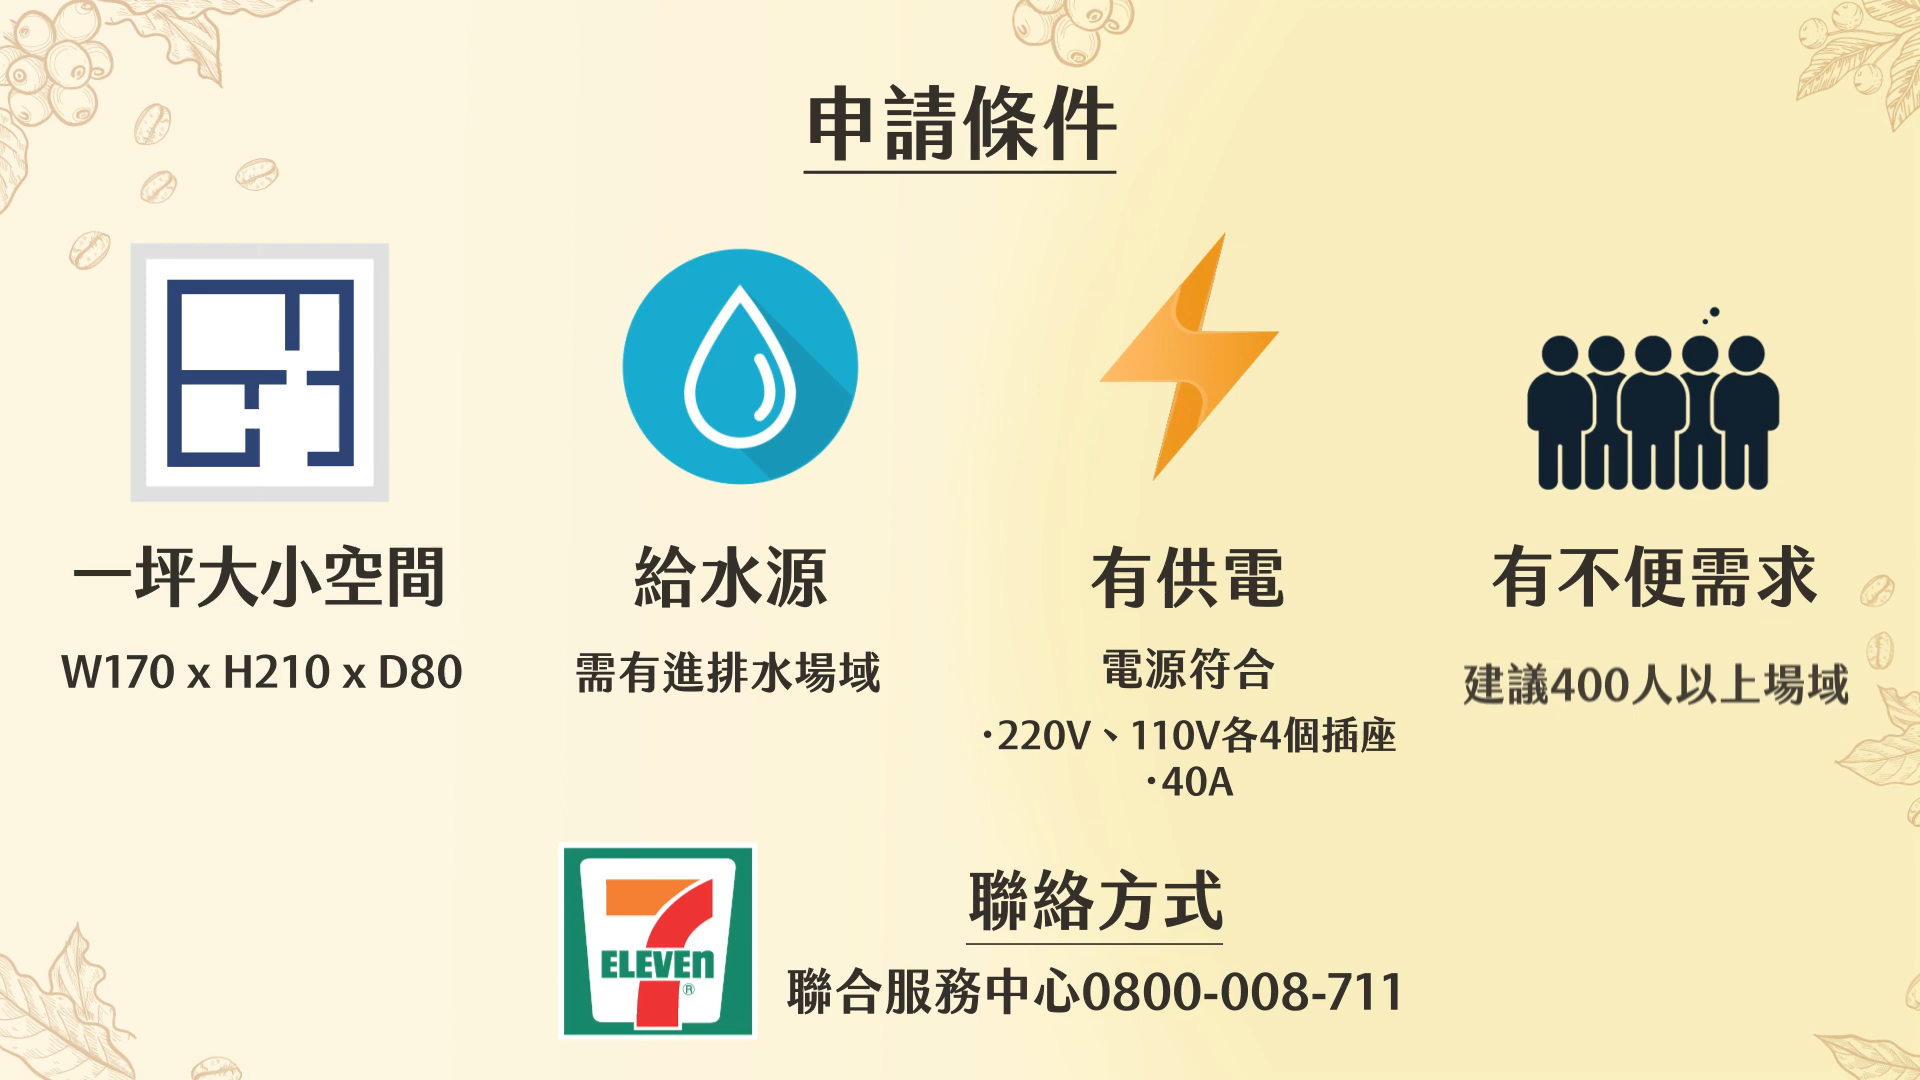 申請條件
一坪大小空間
W170 x H210 x D80
給水源
需有進排水場域
有供電
電源符合
·220V、110V各4個插座
·40A
有不便需求
建議400人以上場域
7
ELEVEn
®
聯絡方式
聯合服務中心0800-008-711